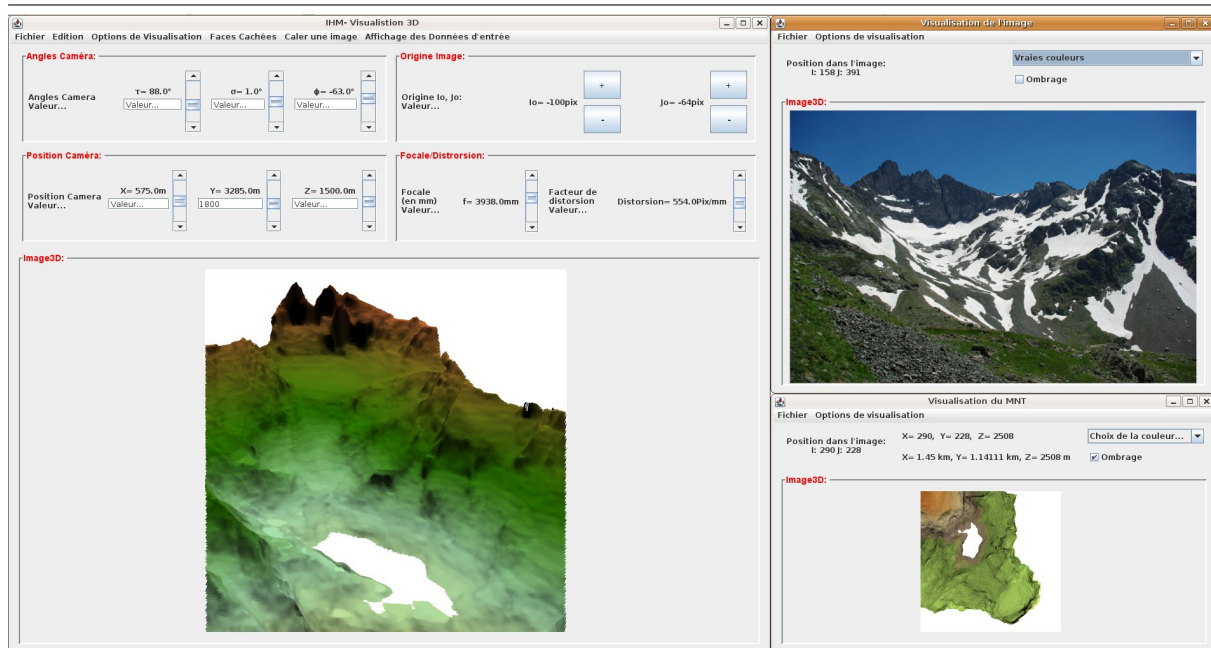 IHM- Visualistion 3D
Fichier Edition Options de Visualisation Faces Cachées Caler une image Affichage des Données d'entrée
Angles Caméra:
Angles Camera
Valeur...
τ= 88.0°
Valeur...
σ= 1.0°
Valeur...
ϕ= -63.0°
Valeur...
Origine Image:
Origine Io, Jo:
Valeur...
Io= -100pix
+
-
Jo= -64pix
+
-
Position Caméra:
Position Camera
Valeur...
X= 575.0m
Valeur...
Y= 3285.0m
1800
Z= 1500.0m
Valeur...
Focale/Distrorsion:
Focale
(en mm)
Valeur...
f= 3938.0mm
Facteur de
distorsion
Valeur...
Distorsion= 554.0Pix/mm
Image3D:
Visualisation de l'image
Fichier Options de visualisation
Position dans l'image:
I: 158 J: 391
Vraies couleurs
Ombrage
Image3D:
Visualisation du MNT
Fichier Options de visualisation
Position dans l'image:
I: 290 J: 228
X= 290, Y= 228, Z= 2508
X= 1.45 km, Y= 1.14111 km, Z= 2508 m
Choix de la couleur...
Ombrage
Image3D: